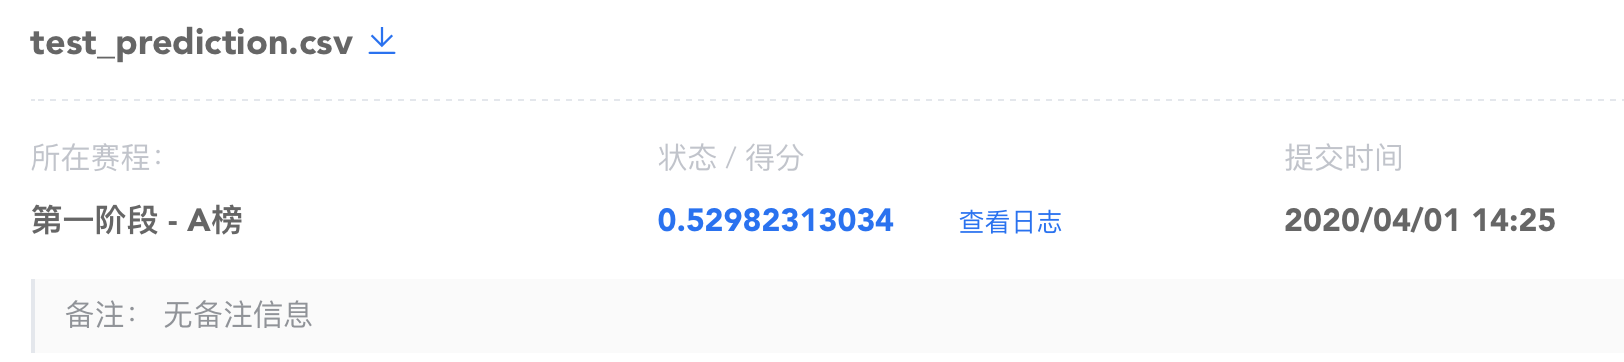 test_prediction.csv
所在赛程： 状态 / 得分 提交时间
第一阶段 - A榜 0.52982313034 查看日志 2020/04/01 14:25
备注： 无备注信息